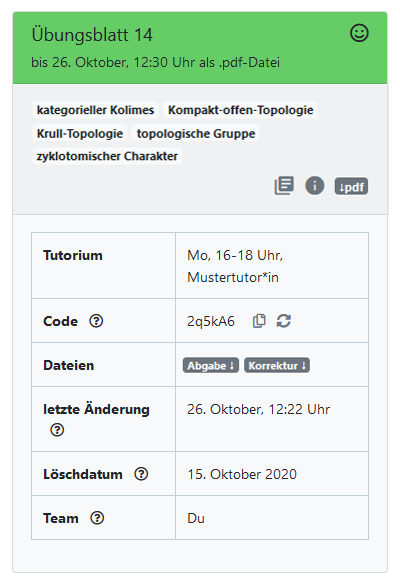 Übungsblatt 14
bis 26. Oktober, 12:30 Uhr als .pdf-Datei
kategorieller Kolimes Kompakt-offen-Topologie
Krull-Topologie topologische Gruppe
zyklotomischer Charakter
↓pdf
Tutorium Mo, 16-18 Uhr,
Mustertutor*in
Code 2q5kA6
Dateien Abgabe ↓ Korrektur ↓
letzte Änderung 26. Oktober, 12:22 Uhr
Löschdatum 15. Oktober 2020
Team Du